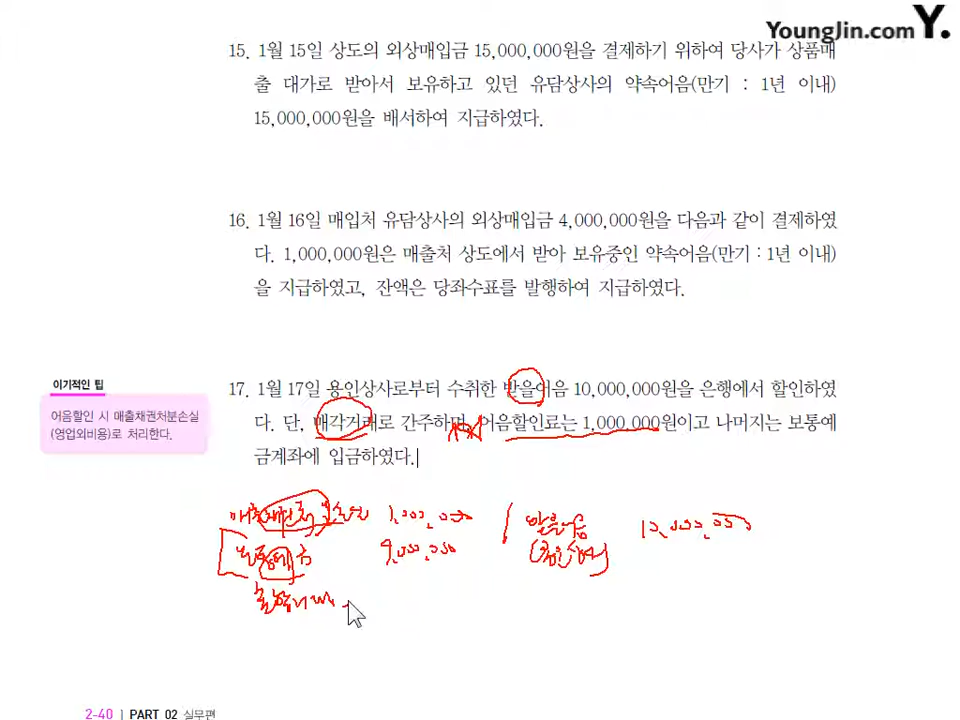 YoungJin.com Y.
15. 1월 15일 상도의 외상매입금 15,000,000원을 결제하기 위하여 당사가 상품매
출 대가로 받아서 보유하고 있던 유담상사의 약속어음(만기 : 1년 이내)
15,000,000원을 배서하여 지급하였다.
16. 1월 16일 매입처 유담상사의 외상매입금 4,000,000원을 다음과 같이 결제하였
다. 1,000,000원은 매출처 상도에서 받아 보유중인 약속어음(만기 : 1년 이내)
을 지급하였고, 잔액은 당좌수표를 발행하여 지급하였다.
이기적인 팁
어음할인 시 매출채권처분손실
(영업외비용)로 처리한다.
17. 1월 17일 용인상사로부터 수취한 받을어음 10,000,000원을 은행에서 할인하였
다. 단, 매각거래로 간주하며, 어음할인료는 1,000,000원이고 나머지는 보통예
금계좌에 입금하였다.
1,000,000 받을어음 10,000,000
보통예금 9,000,000 (용인상사)
2-40 | PART 02 실무편